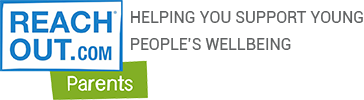 REACH
OUT.COM
Parents
HELPING YOU SUPPORT YOUNG
PEOPLE'S WELLBEING